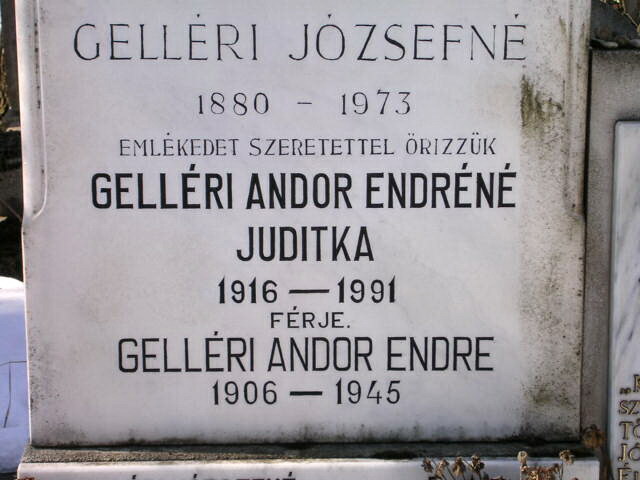 GELLÉRI JÓZSEFNÉ
1880 - 1973
EMLÉKEDET SZERETETTEL ŐRIZZÜK
GELLÉRI ANDOR ENDRÉNÉ
JUDITKA
1916 — 1991
FÉRJE.
GELLÉRI ANDOR ENDRE
1906 — 1945